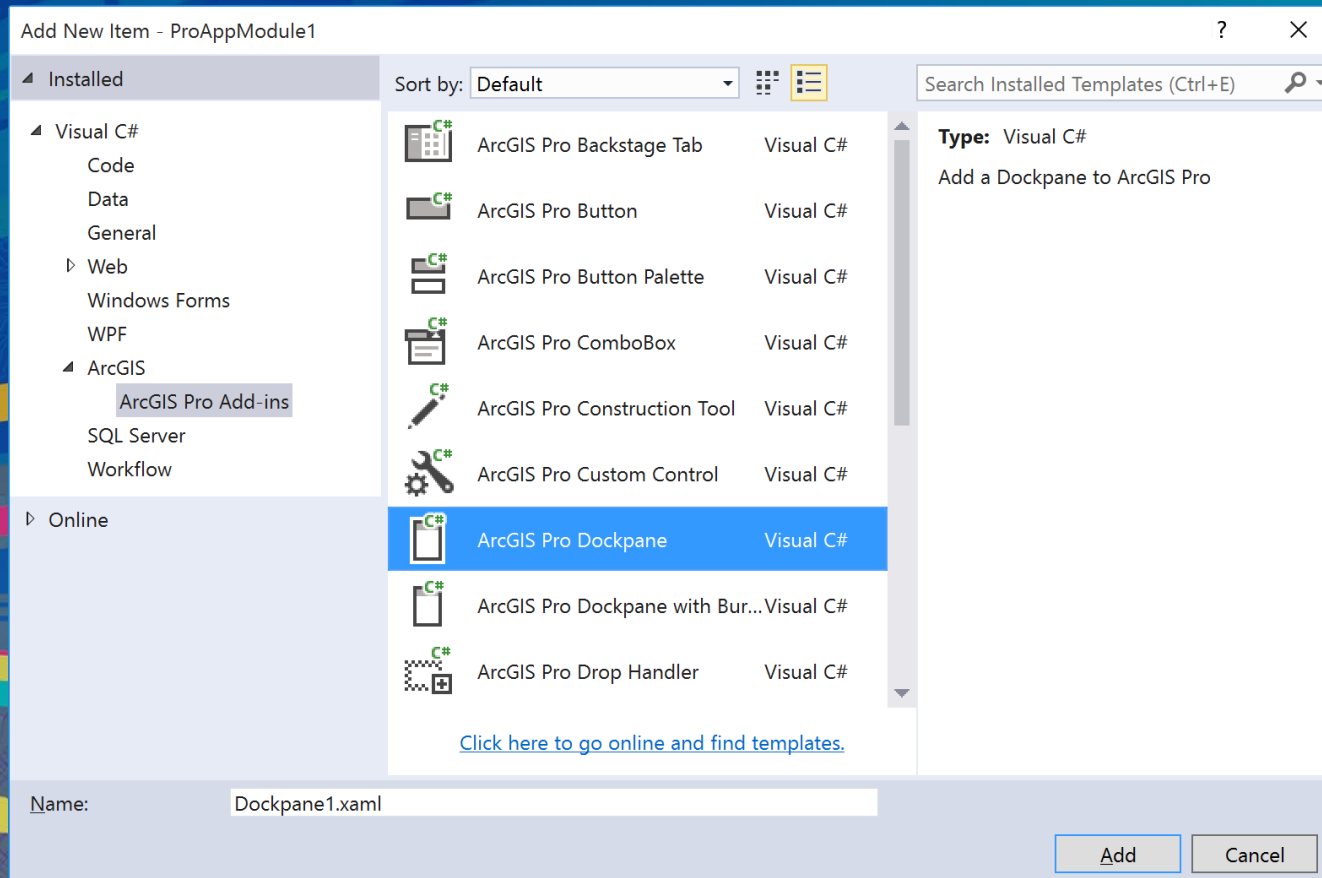 Add New Item - ProAppModule1
?
Installed
Sort by: Default
Search Installed Templates (Ctrl+E)
Visual C#
Code
Data
General
Web
Windows Forms
WPF
ArcGIS
ArcGIS Pro Add-ins
SQL Server
Workflow
Online
C#
ArcGIS Pro Backstage Tab Visual C#
C#
ArcGIS Pro Button Visual C#
C#
ArcGIS Pro Button Palette Visual C#
C#
ArcGIS Pro ComboBox Visual C#
C#
ArcGIS Pro Construction Tool Visual C#
C#
ArcGIS Pro Custom Control Visual C#
C#
ArcGIS Pro Dockpane Visual C#
C#
ArcGIS Pro Dockpane with Bur... Visual C#
C#
ArcGIS Pro Drop Handler Visual C#
Click here to go online and find templates.
Type: Visual C#
Add a Dockpane to ArcGIS Pro
Name: Dockpane1.xaml
Add Cancel